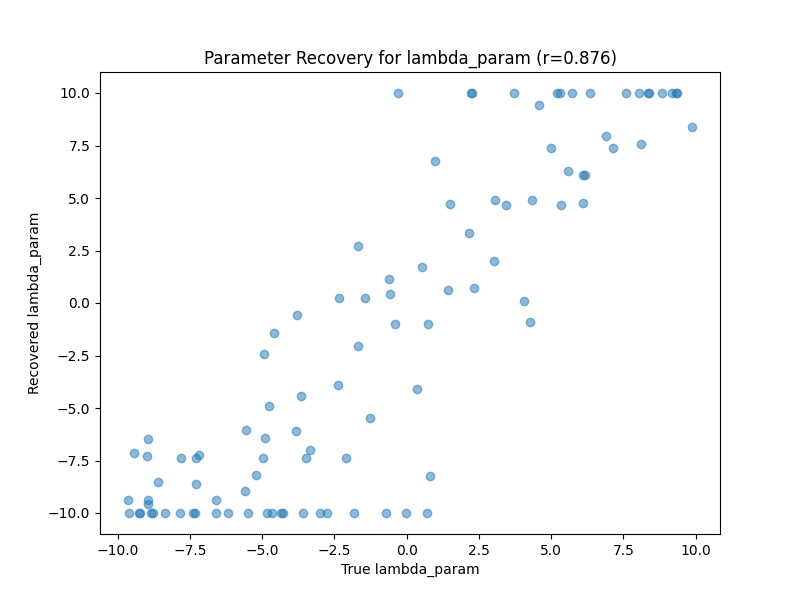 Parameter Recovery for lambda_param (r=0.876)
Recovered lambda_param
10.0
7.5
5.0
2.5
0.0
−2.5
−5.0
−7.5
−10.0
−10.0 −7.5 −5.0 −2.5 0.0 2.5 5.0 7.5 10.0
True lambda_param